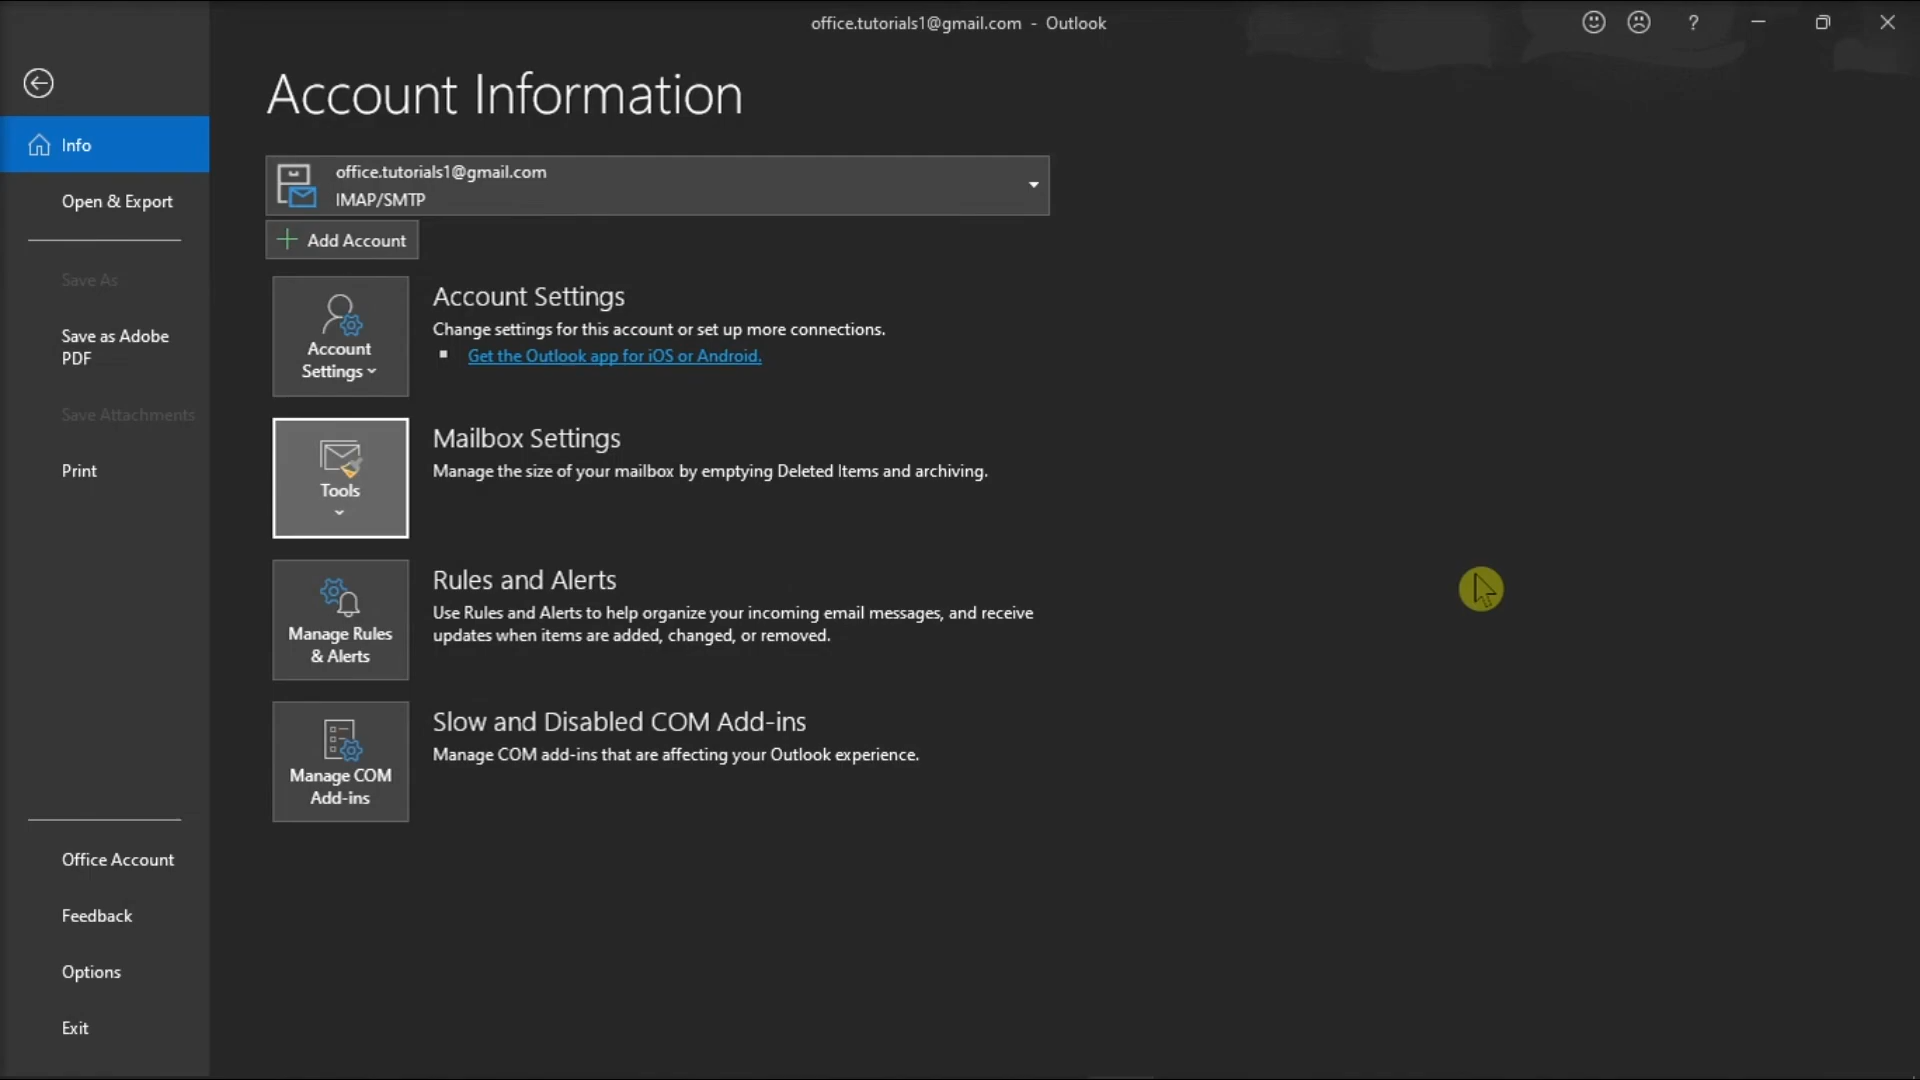 office.tutorials1@gmail.com - Outlook
?
Account Information
Info
office.tutorials1@gmail.com
IMAP/SMTP
Open & Export
Add Account
Save As
Account Settings
Account Settings
Change settings for this account or set up more connections.
Get the Outlook app for iOS or Android.
Save as Adobe
PDF
Save Attachments
Tools
Mailbox Settings
Manage the size of your mailbox by emptying Deleted Items and archiving.
Print
Manage Rules
& Alerts
Rules and Alerts
Use Rules and Alerts to help organize your incoming email messages, and receive
updates when items are added, changed, or removed.
Manage COM
Add-ins
Slow and Disabled COM Add-ins
Manage COM add-ins that are affecting your Outlook experience.
Office Account
Feedback
Options
Exit